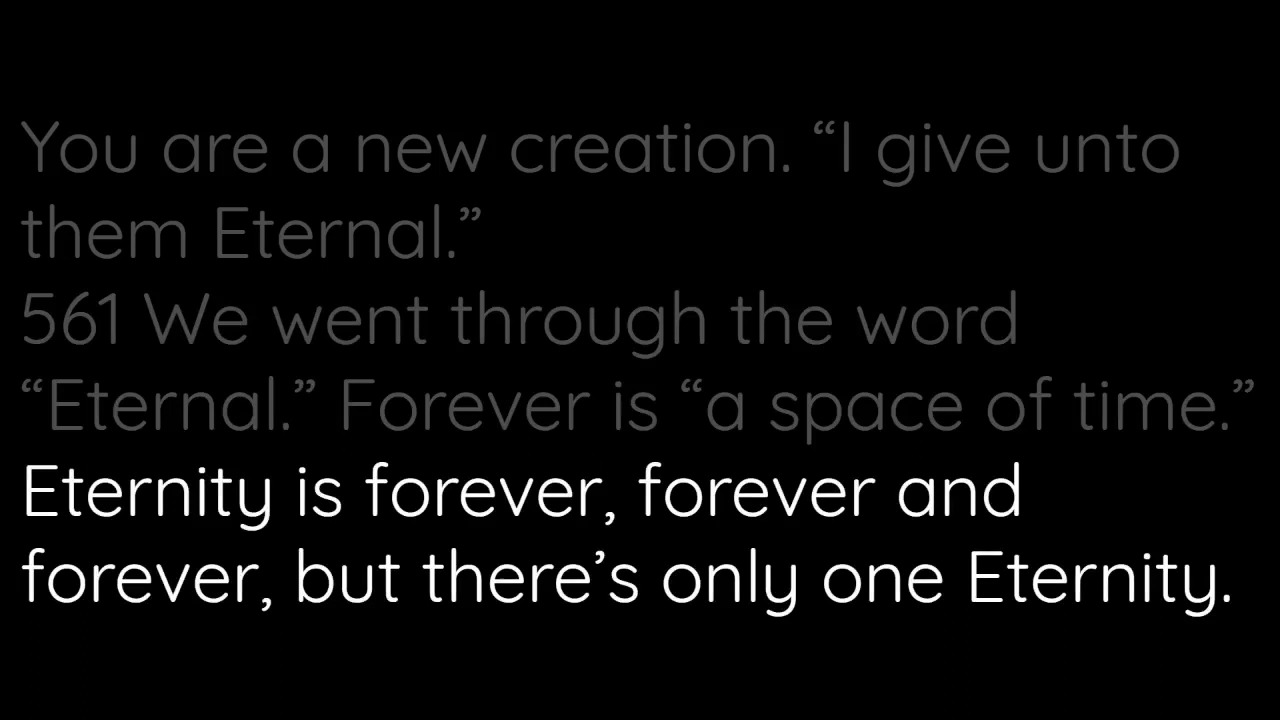 You are a new creation. “I give unto
them Eternal.”
561 We went through the word
“Eternal.” Forever is “a space of time.”
Eternity is forever, forever and
forever, but there’s only one Eternity.